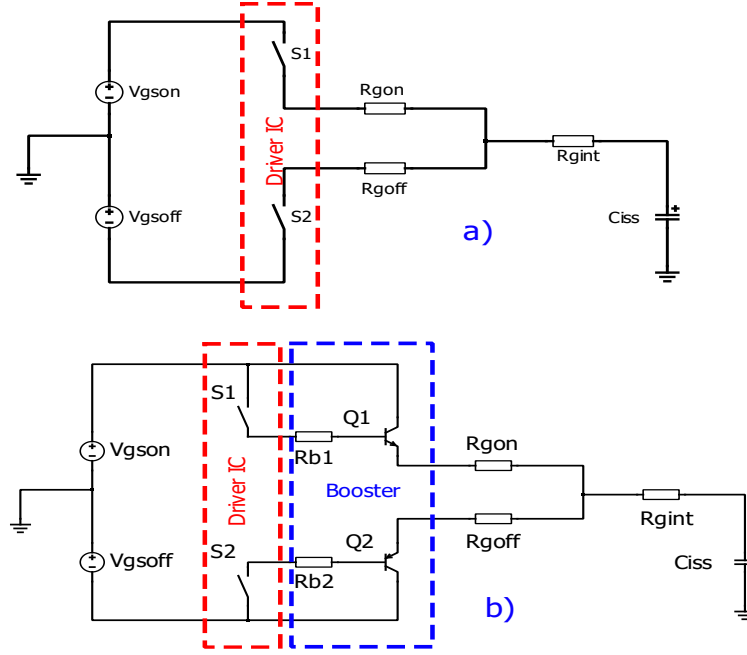 S1
Vgson
Rgon
Driver IC
Rgint
Rgoff
Vgsoff
S2
Ciss
a)
S1
Q1
Vgson
Rb1
Rgon
Driver IC
Booster
Rgint
S2
Q2
Rgoff
Vgsoff
Rb2
Ciss
b)